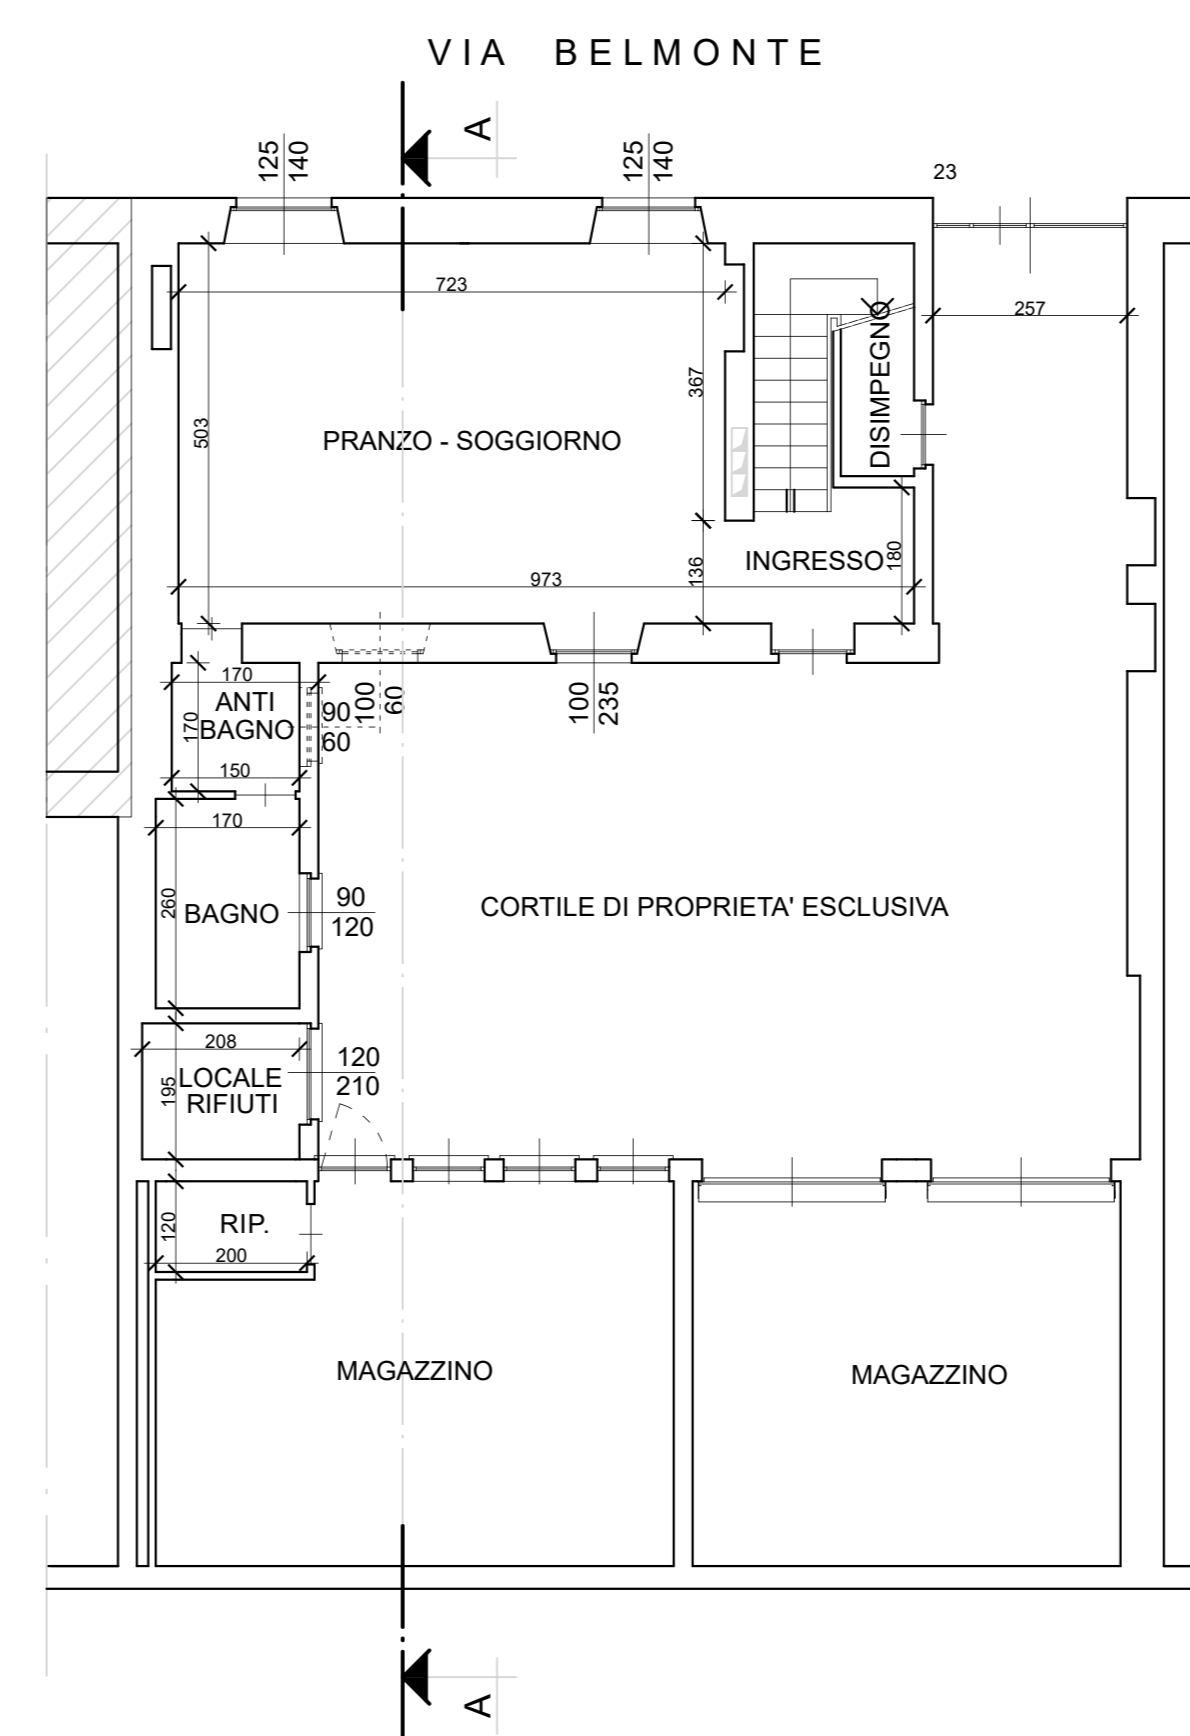 VIA BELMONTE
A
125
140
125
140
23
723
257
DISIMPEGNO
367
503
PRANZO - SOGGIORNO
INGRESSO
180
136
973
170
ANTI
BAGNO
170
90
60
100
60
100
235
150
170
260
BAGNO
90
120
CORTILE DI PROPRIETA' ESCLUSIVA
208
195
LOCALE
RIFIUTI
120
210
RIP.
120
200
MAGAZZINO
MAGAZZINO
A